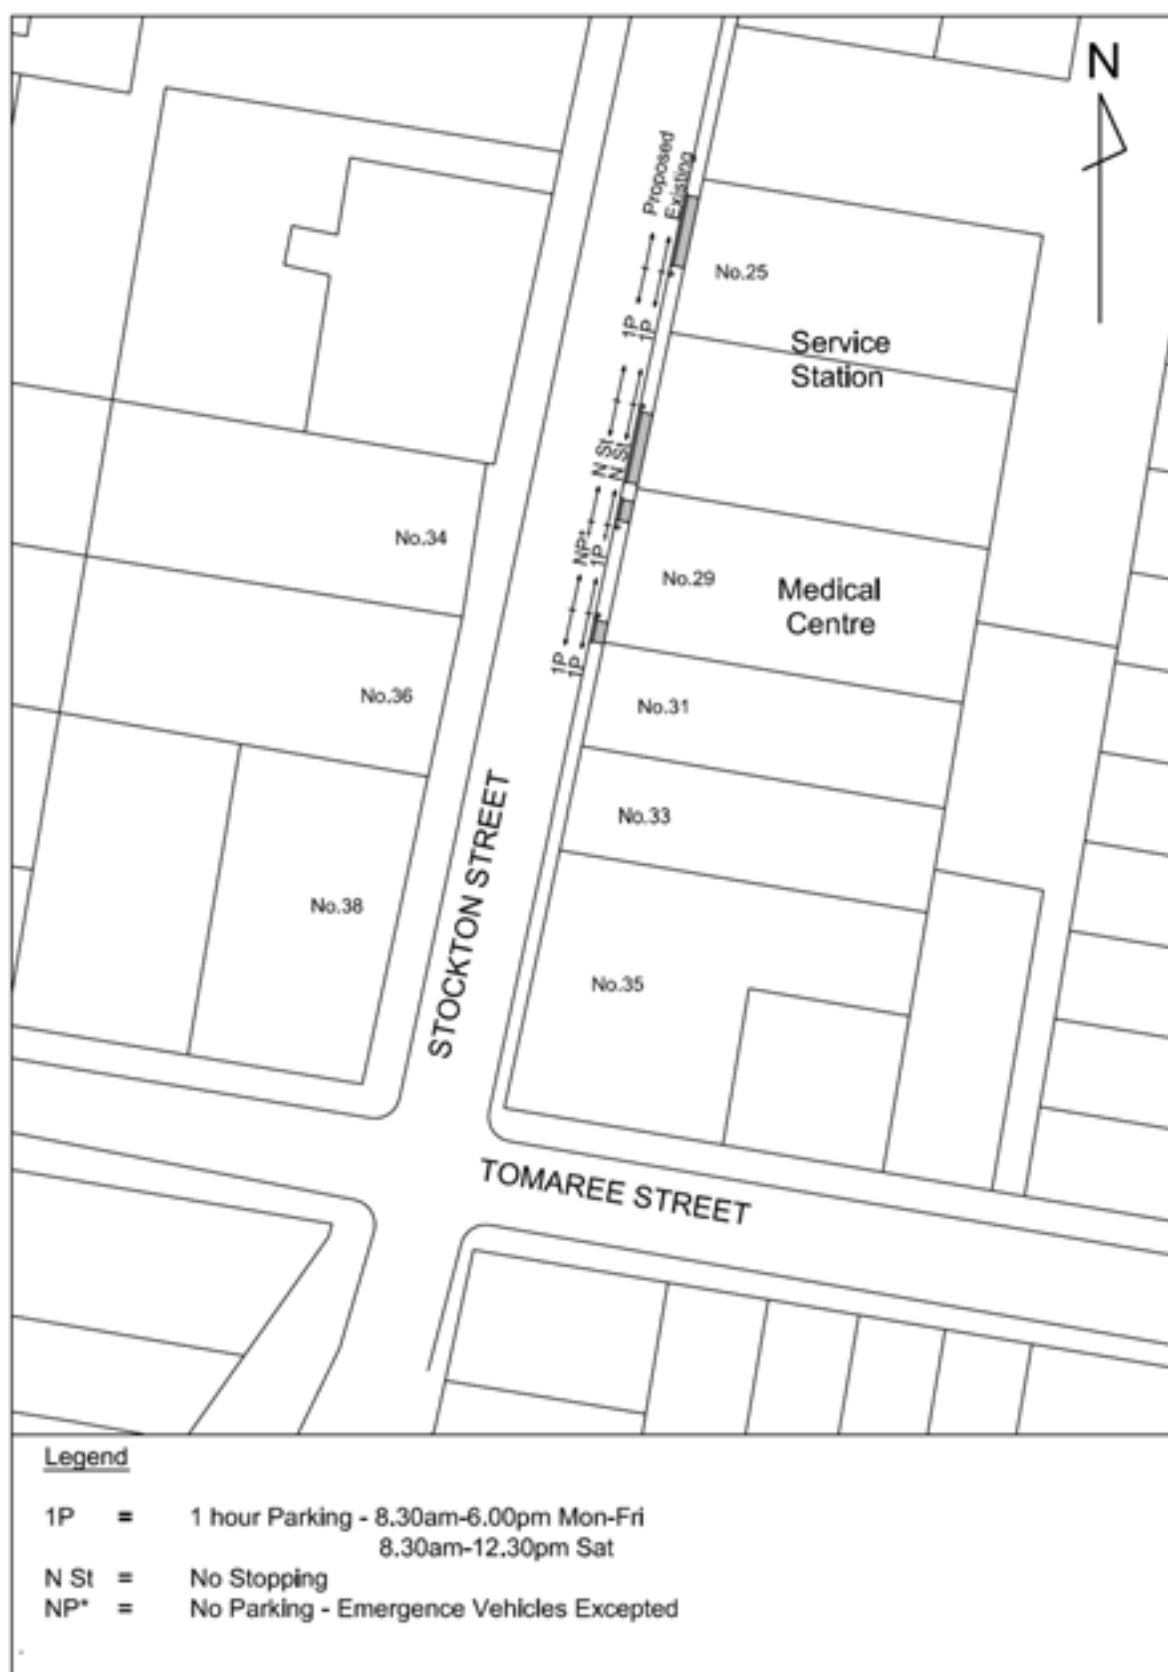 N
Proposed
Existing
No.25
1P
1P
Service
Station
N St
N St
No.34
NP*
1P
No.29
Medical
Centre
1P
1P
No.36
No.31
No.33
STOCKTON STREET
No.38
No.35
TOMAREE STREET
Legend
1P = 1 hour Parking - 8.30am-6.00pm Mon-Fri
8.30am-12.30pm Sat
N St = No Stopping
NP* = No Parking - Emergence Vehicles Excepted